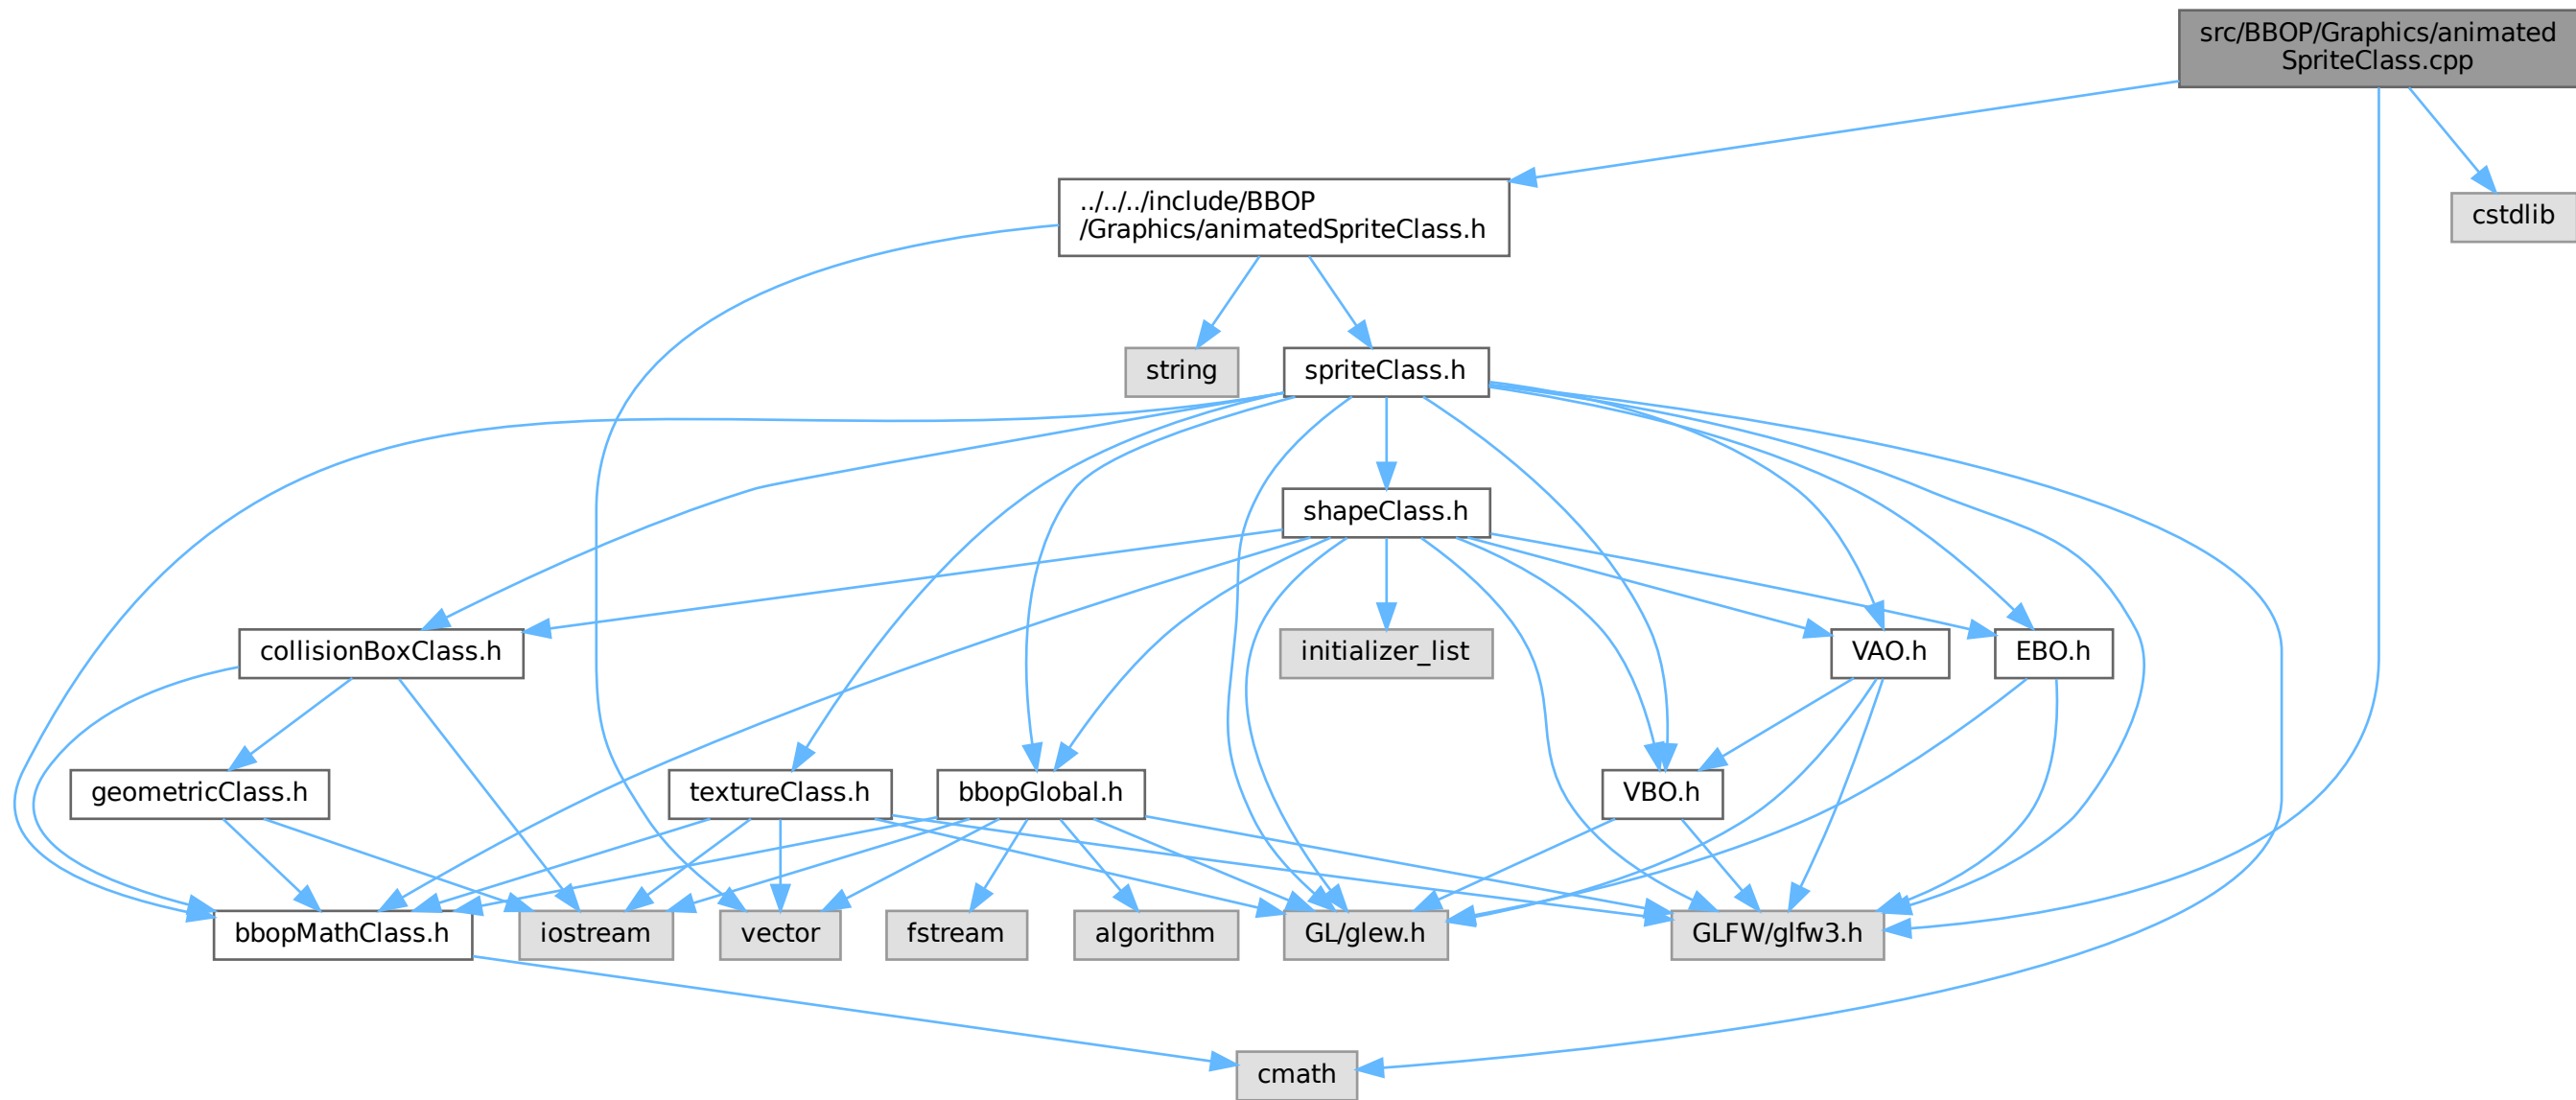 src/BBOP/Graphics/animated
SpriteClass.cpp
../../../include/BBOP
/Graphics/animatedSpriteClass.h
cstdlib
string
spriteClass.h
shapeClass.h
collisionBoxClass.h
initializer_list
VAO.h
EBO.h
geometricClass.h
textureClass.h
bbopGlobal.h
VBO.h
bbopMathClass.h
iostream
vector
fstream
algorithm
GL/glew.h
GLFW/glfw3.h
cmath